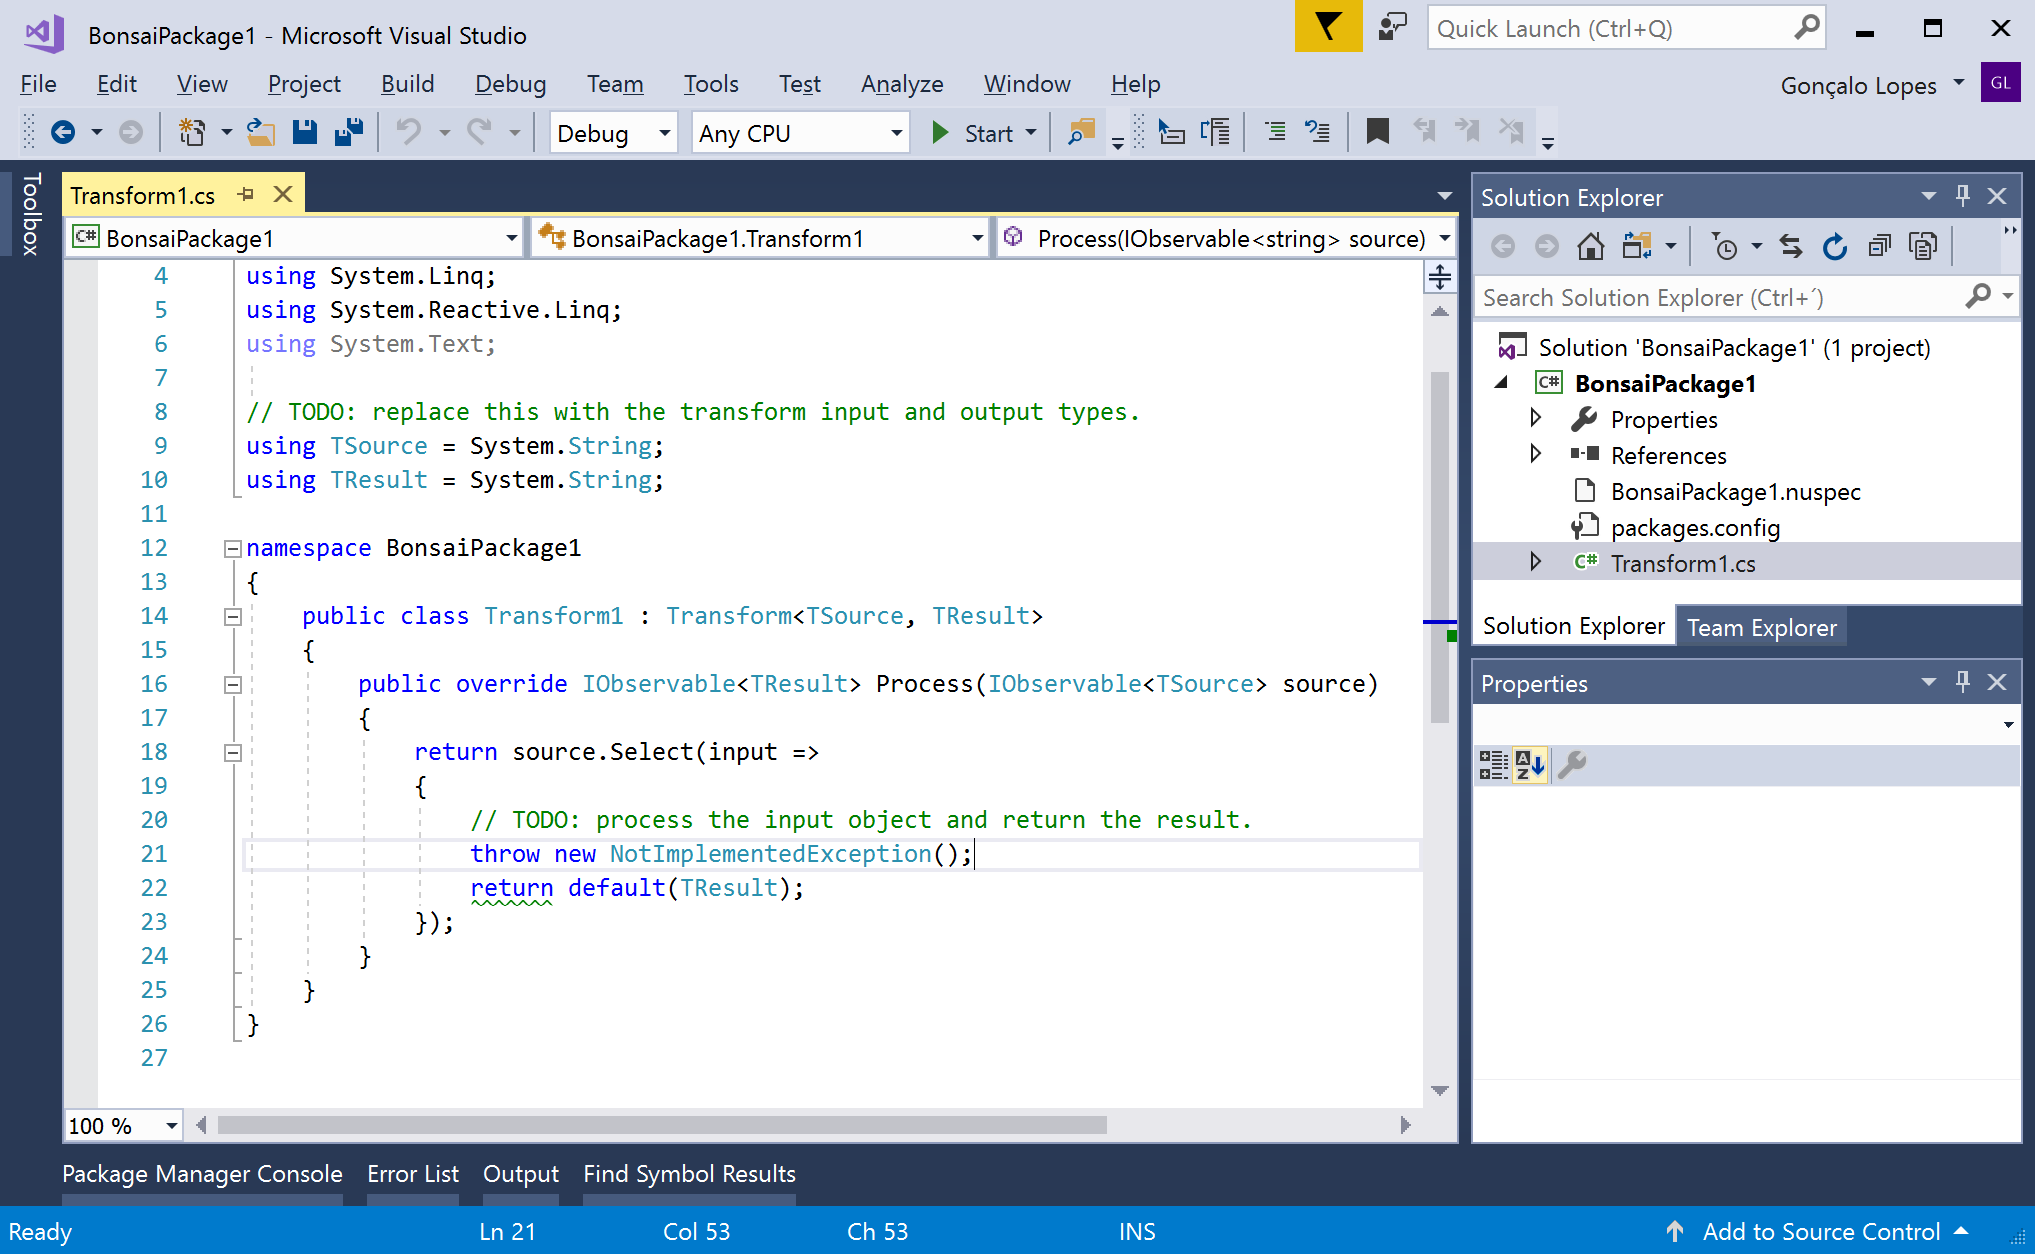 BonsaiPackage1 - Microsoft Visual Studio
Quick Launch (Ctrl+Q)
File Edit View Project Build Debug Team Tools Test Analyze Window Help
Gonçalo Lopes GL
Debug Any CPU Start
Toolbox
Transform1.cs
C# BonsaiPackage1 BonsaiPackage1.Transform1 Process(IObservable<string> source)
4 using System.Linq;
5 using System.Reactive.Linq;
6 using System.Text;
7
8 // TODO: replace this with the transform input and output types.
9 using TSource = System.String;
10 using TResult = System.String;
11
12 namespace BonsaiPackage1
13 {
14 public class Transform1 : Transform<TSource, TResult>
15 {
16 public override IObservable<TResult> Process(IObservable<TSource> source)
17 {
18 return source.Select(input =>
19 {
20 // TODO: process the input object and return the result.
21 throw new NotImplementedException();
22 return default(TResult);
23 });
24 }
25 }
26 }
27
100 %
Solution Explorer
Search Solution Explorer (Ctrl+´)
Solution 'BonsaiPackage1' (1 project)
C# BonsaiPackage1
Properties
References
BonsaiPackage1.nuspec
packages.config
C# Transform1.cs
Solution Explorer Team Explorer
Properties
A
Z
Package Manager Console Error List Output Find Symbol Results
Ready Ln 21 Col 53 Ch 53 INS Add to Source Control